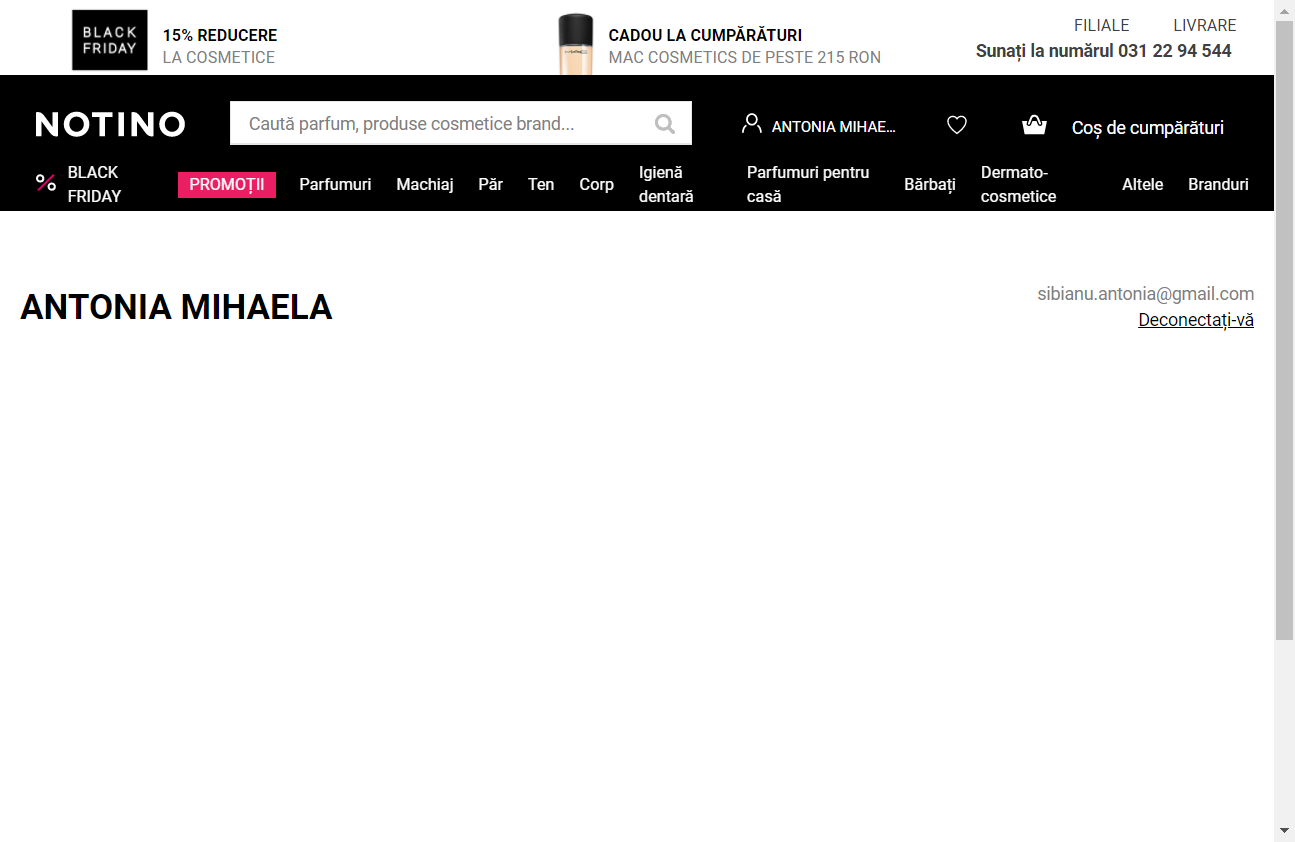 BLACK
FRIDAY
15% REDUCERE
LA COSMETICE
CADOU LA CUMPĂRĂTURI
MAC COSMETICS DE PESTE 215 RON
FILIALE LIVRARE
Sunați la numărul 031 22 94 544
NOTINO
Caută parfum, produse cosmetice brand...
ANTONIA MIHAE...
Coș de cumpărături
BLACK
FRIDAY
PROMOȚII
Parfumuri
Machiaj
Păr
Ten
Corp
Igienă
dentară
Parfumuri pentru
casă
Bărbați
Dermato-
cosmetice
Altele
Branduri
ANTONIA MIHAELA
sibianu.antonia@gmail.com
Deconectați-vă